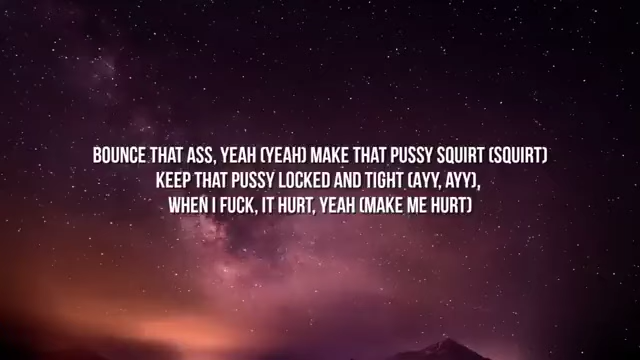 BOUNCE THAT ASS, YEAH (YEAH) MAKE THAT PUSSY SQUIRT (SQUIRT)
KEEP THAT PUSSY LOCKED AND TIGHT (AYY, AYY),
WHEN I FUCK, IT HURT, YEAH (MAKE ME HURT)